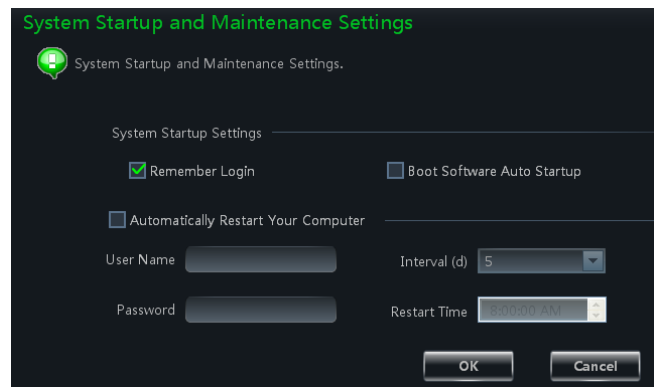 System Startup and Maintenance Settings
System Startup and Maintenance Settings.
System Startup Settings
Remember Login
Boot Software Auto Startup
Automatically Restart Your Computer
User Name
Interval (d) 5
Password
Restart Time 8:00:00 AM
OK
Cancel